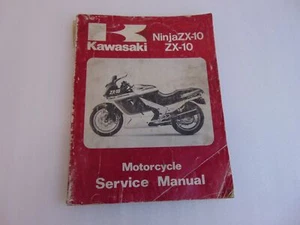 Kawasaki
NinjaZX-10
ZX-10
Motorcycle
Service Manual